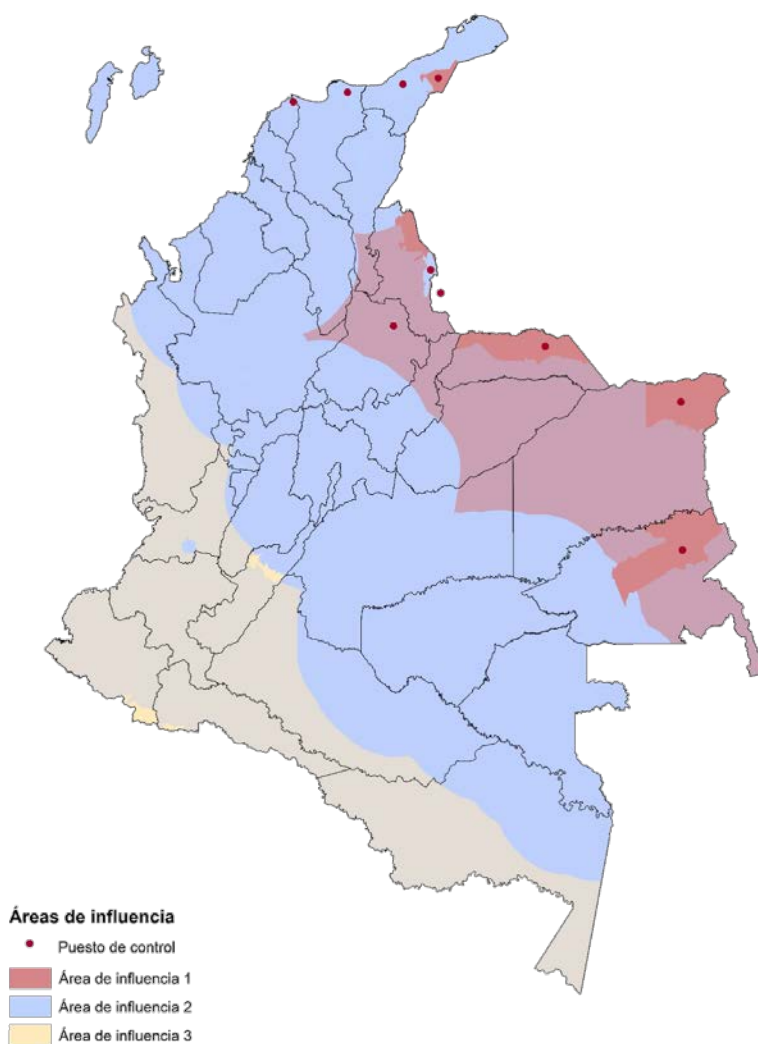 Áreas de influencia
Puesto de control
Área de influencia 1
Área de influencia 2
Área de influencia 3